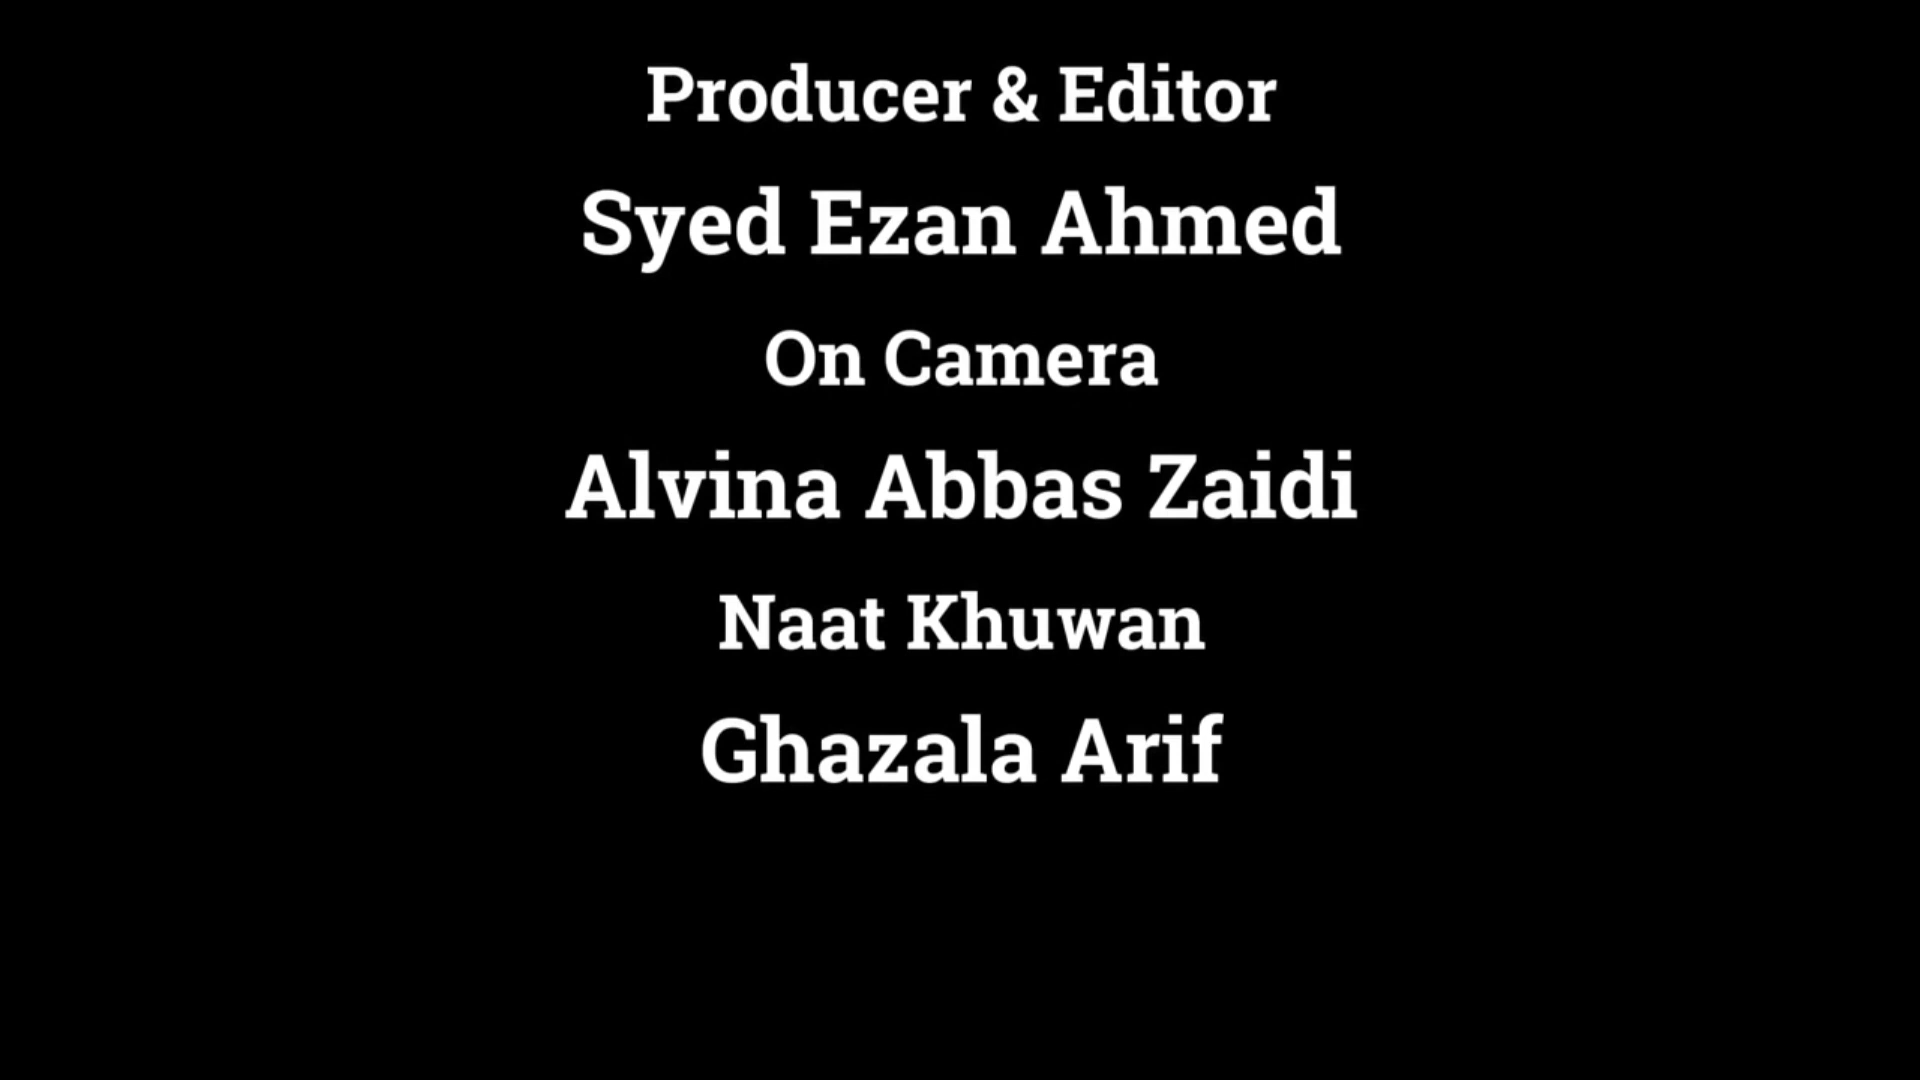 Producer & Editor
Syed Ezan Ahmed
On Camera
Alvina Abbas Zaidi
Naat Khuwan
Ghazala Arif